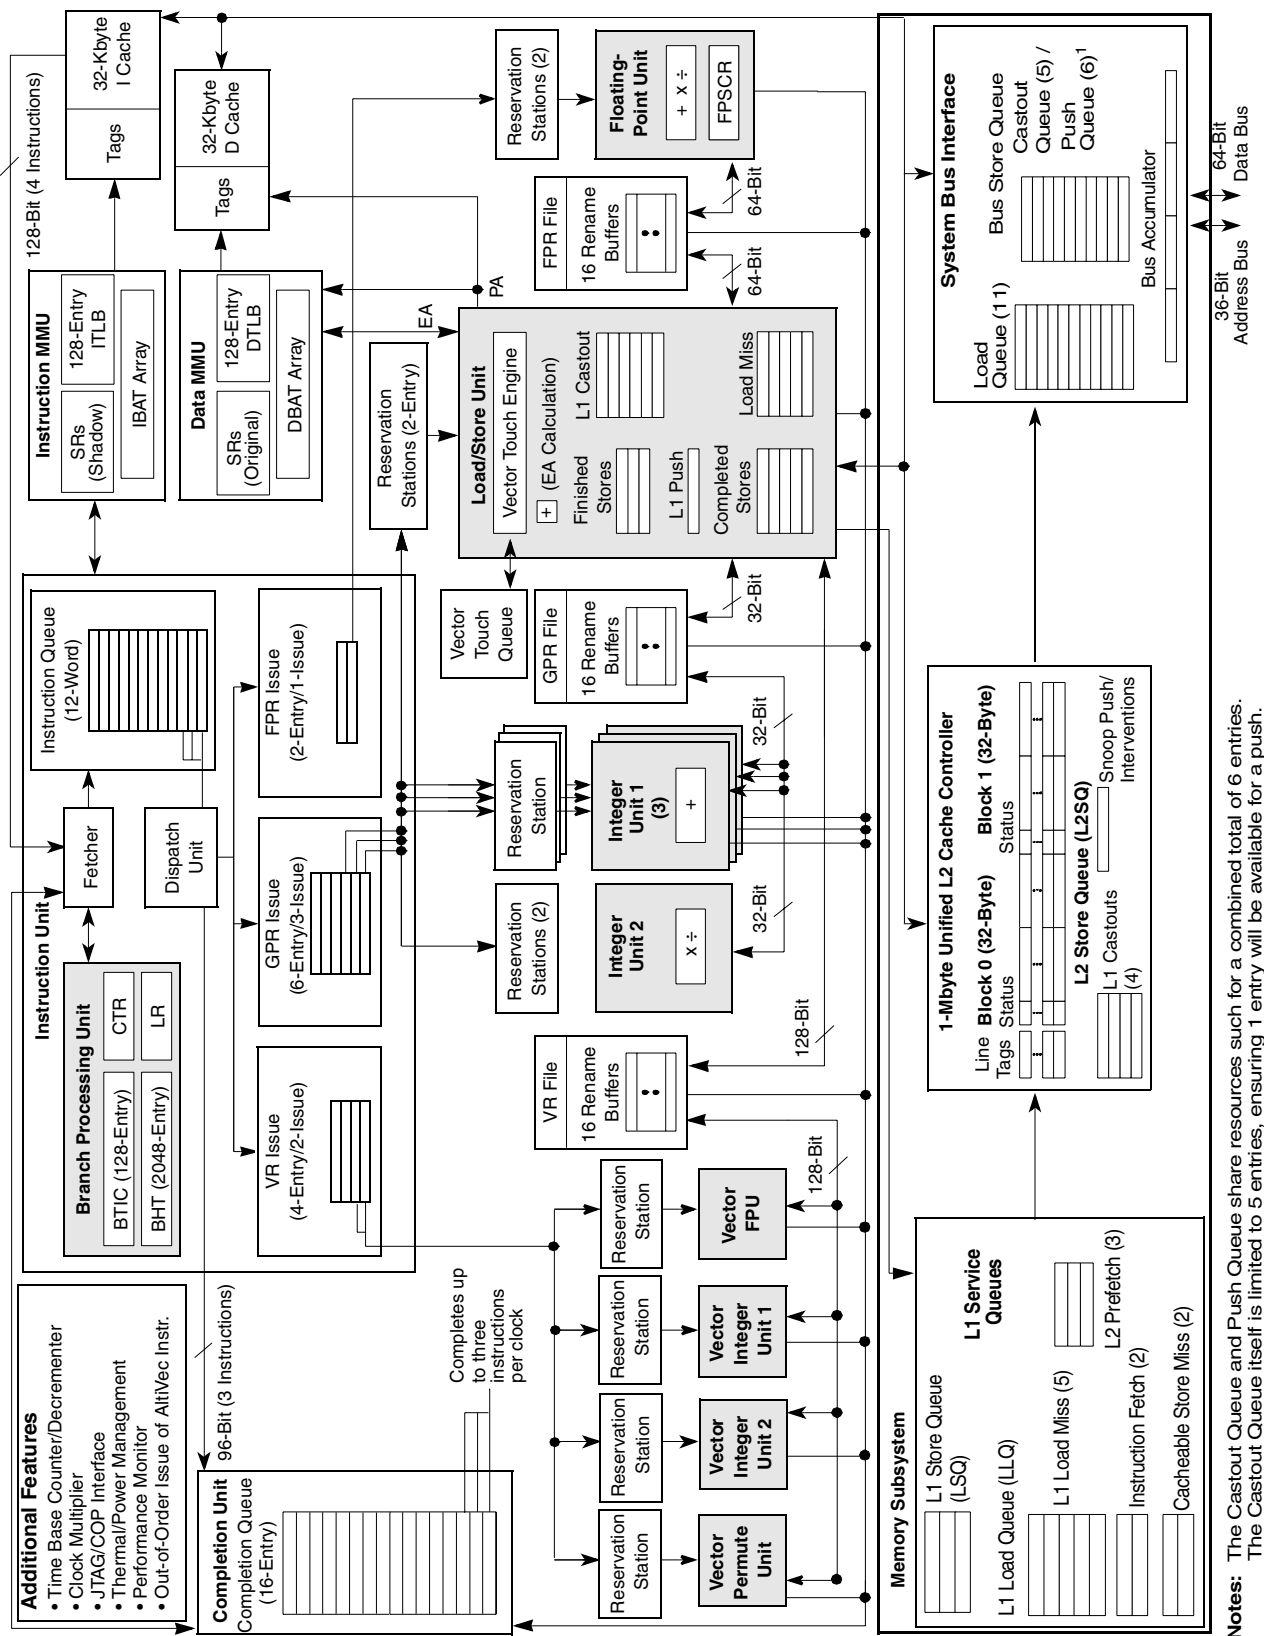 Additional Features
• Time Base Counter/Decrementer
• Clock Multiplier
• JTAG/COP Interface
• Thermal/Power Management
• Performance Monitor
• Out-of-Order Issue of AltiVec Instr.
Instruction Unit
Branch Processing Unit
BTIC (128-Entry)
CTR
BHT (2048-Entry)
LR
Fetcher
Dispatch
Unit
Instruction Queue
(12-Word)
96-Bit (3 Instructions)
VR Issue
(4-Entry/2-Issue)
GPR Issue
(6-Entry/3-Issue)
FPR Issue
(2-Entry/1-Issue)
Instruction MMU
SRs
(Shadow)
128-Entry
ITLB
IBAT Array
128-Bit (4 Instructions)
Tags
32-Kbyte
I Cache
Data MMU
SRs
(Original)
128-Entry
DTLB
DBAT Array
Tags
32-Kbyte
D Cache
EA
PA
Completion Unit
Completion Queue
(16-Entry)
Completes up
to three
instructions
per clock
Reservation
Stations (2-Entry)
Vector
Touch
Queue
Load/Store Unit
Vector Touch Engine
+
(EA Calculation)
Finished
Stores
L1 Castout
L1 Push
Completed
Stores
Load Miss
Reservation
Station
Reservation
Station
Reservation
Station
Reservation
Station
Vector
Permute
Unit
Vector
Integer
Unit 2
Vector
Integer
Unit 1
Vector
FPU
128-Bit
VR File
16 Rename
Buffers
128-Bit
Reservation
Stations (2)
Integer
Unit 2
x ÷
32-Bit
Reservation
Station
Integer
Unit 1
(3)
+
32-Bit
GPR File
16 Rename
Buffers
32-Bit
FPR File
16 Rename
Buffers
64-Bit
64-Bit
Reservation
Stations (2)
Floating-
Point Unit
+ x ÷
FPSCR
Memory Subsystem
L1 Store Queue
(LSQ)
L1 Service
Queues
L1 Load Queue (LLQ)
L1 Load Miss (5)
L2 Prefetch (3)
Instruction Fetch (2)
Cacheable Store Miss (2)
1-Mbyte Unified L2 Cache Controller
Line
Tags
Block 0 (32-Byte)
Status
Block 1 (32-Byte)
Status
L2 Store Queue (L2SQ)
L1 Castouts
(4)
Snoop Push/
Interventions
System Bus Interface
Load
Queue (11)
Bus Store Queue
Castout
Queue (5) /
Push
Queue (6)1
Bus Accumulator
36-Bit
Address Bus
64-Bit
Data Bus
Notes: The Castout Queue and Push Queue share resources such for a combined total of 6 entries.
The Castout Queue itself is limited to 5 entries, ensuring 1 entry will be available for a push.